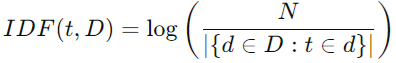 IDF(t, D) = log ( N / |{d ∈ D : t ∈ d}| )